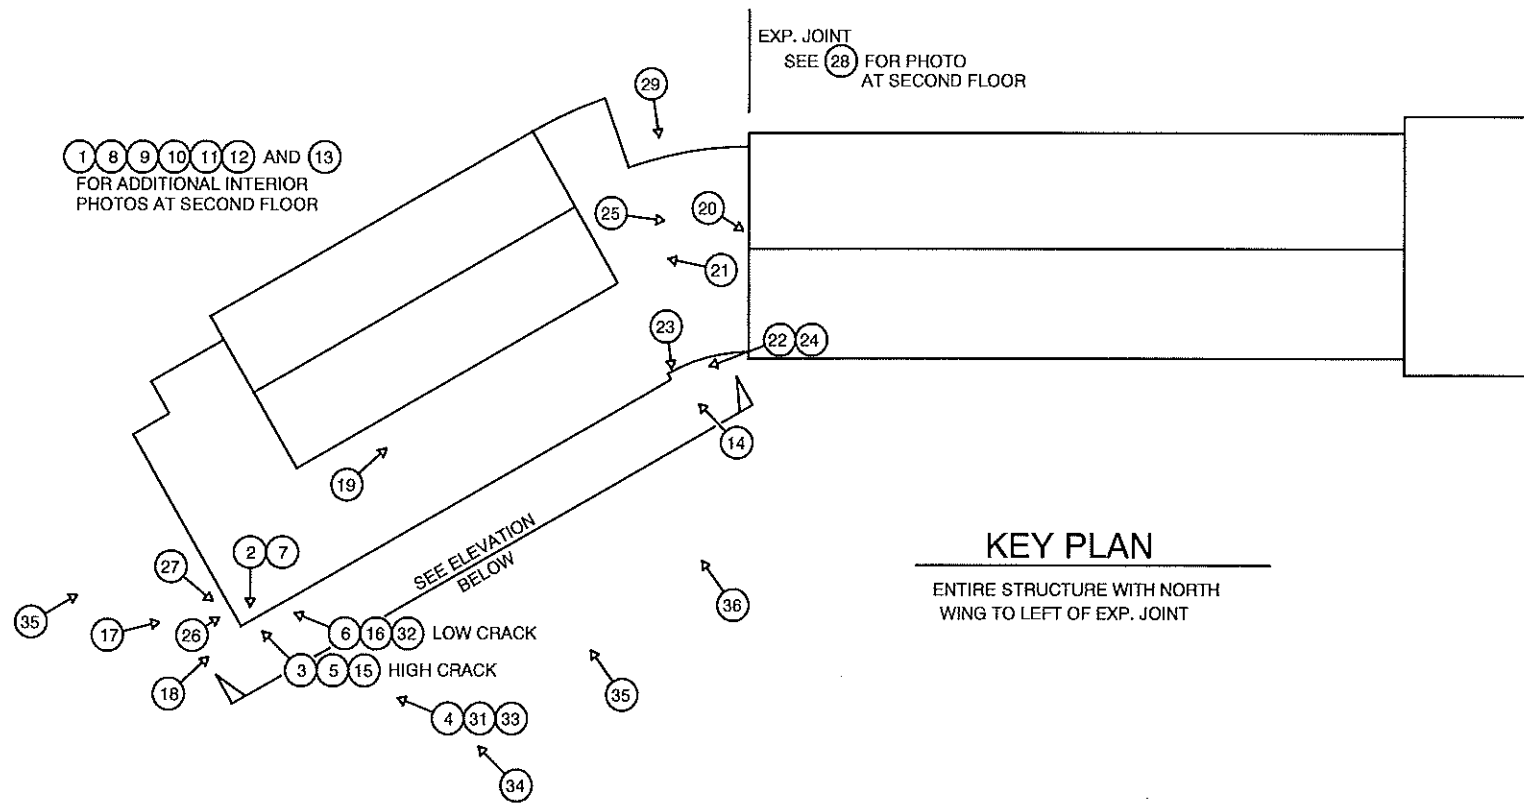 EXP. JOINT
SEE 28 FOR PHOTO
AT SECOND FLOOR
29
1 8 9 10 11 12 AND 13
FOR ADDITIONAL INTERIOR
PHOTOS AT SECOND FLOOR
25
20
21
23
22 24
14
19
SEE ELEVATION
BELOW
2 7
27
35
17
26
18
6 16 32 LOW CRACK
3 5 15 HIGH CRACK
4 31 33
34
35
36
KEY PLAN
ENTIRE STRUCTURE WITH NORTH
WING TO LEFT OF EXP. JOINT